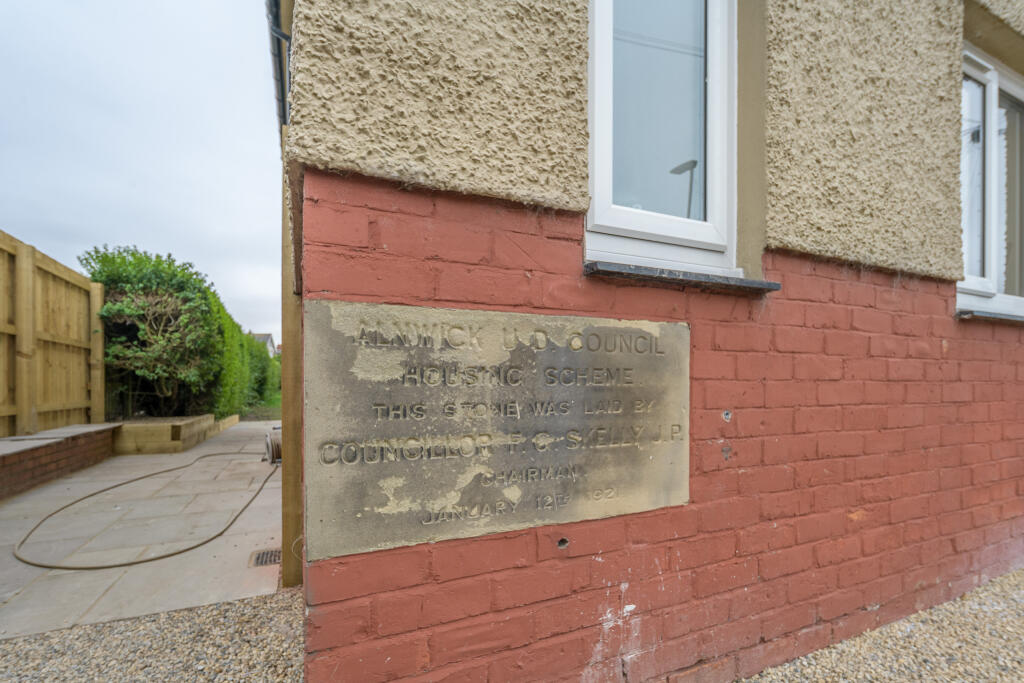 ALNWICK U.D. COUNCIL
HOUSING SCHEME.
THIS STONE WAS LAID BY
COUNCILLOR F. C. SKELLY, J.P.
CHAIRMAN
JANUARY 12TH 1921